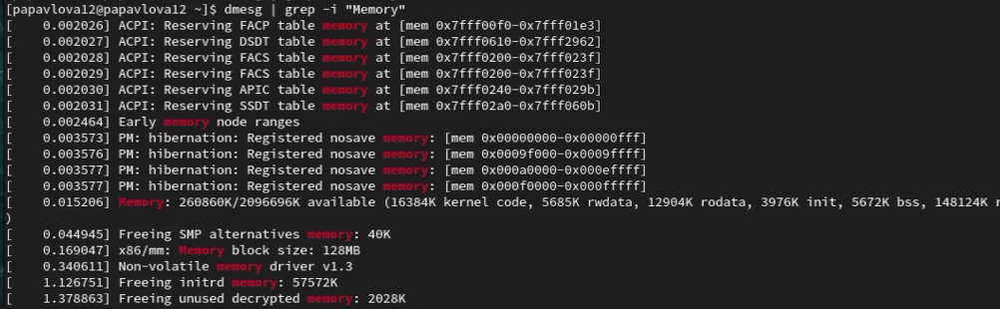 [papavlova12@papavlova12 ~]$ dmesg | grep -i "Memory"
[    0.002026] ACPI: Reserving FACP table memory at [mem 0x7fff00f0-0x7fff01e3]
[    0.002027] ACPI: Reserving DSDT table memory at [mem 0x7fff0610-0x7fff2962]
[    0.002028] ACPI: Reserving FACS table memory at [mem 0x7fff0200-0x7fff023f]
[    0.002029] ACPI: Reserving FACS table memory at [mem 0x7fff0200-0x7fff023f]
[    0.002030] ACPI: Reserving APIC table memory at [mem 0x7fff0240-0x7fff029b]
[    0.002031] ACPI: Reserving SSDT table memory at [mem 0x7fff02a0-0x7fff060b]
[    0.002464] Early memory node ranges
[    0.003573] PM: hibernation: Registered nosave memory: [mem 0x00000000-0x00000fff]
[    0.003576] PM: hibernation: Registered nosave memory: [mem 0x0009f000-0x0009ffff]
[    0.003577] PM: hibernation: Registered nosave memory: [mem 0x000a0000-0x000effff]
[    0.003577] PM: hibernation: Registered nosave memory: [mem 0x000f0000-0x000fffff]
[    0.015206] Memory: 260860K/2096696K available (16384K kernel code, 5685K rwdata, 12904K rodata, 3976K init, 5672K bss, 148124K r
)
[    0.044945] Freeing SMP alternatives memory: 40K
[    0.169047] x86/mm: Memory block size: 128MB
[    0.340611] Non-volatile memory driver v1.3
[    1.126751] Freeing initrd memory: 57572K
[    1.378863] Freeing unused decrypted memory: 2028K